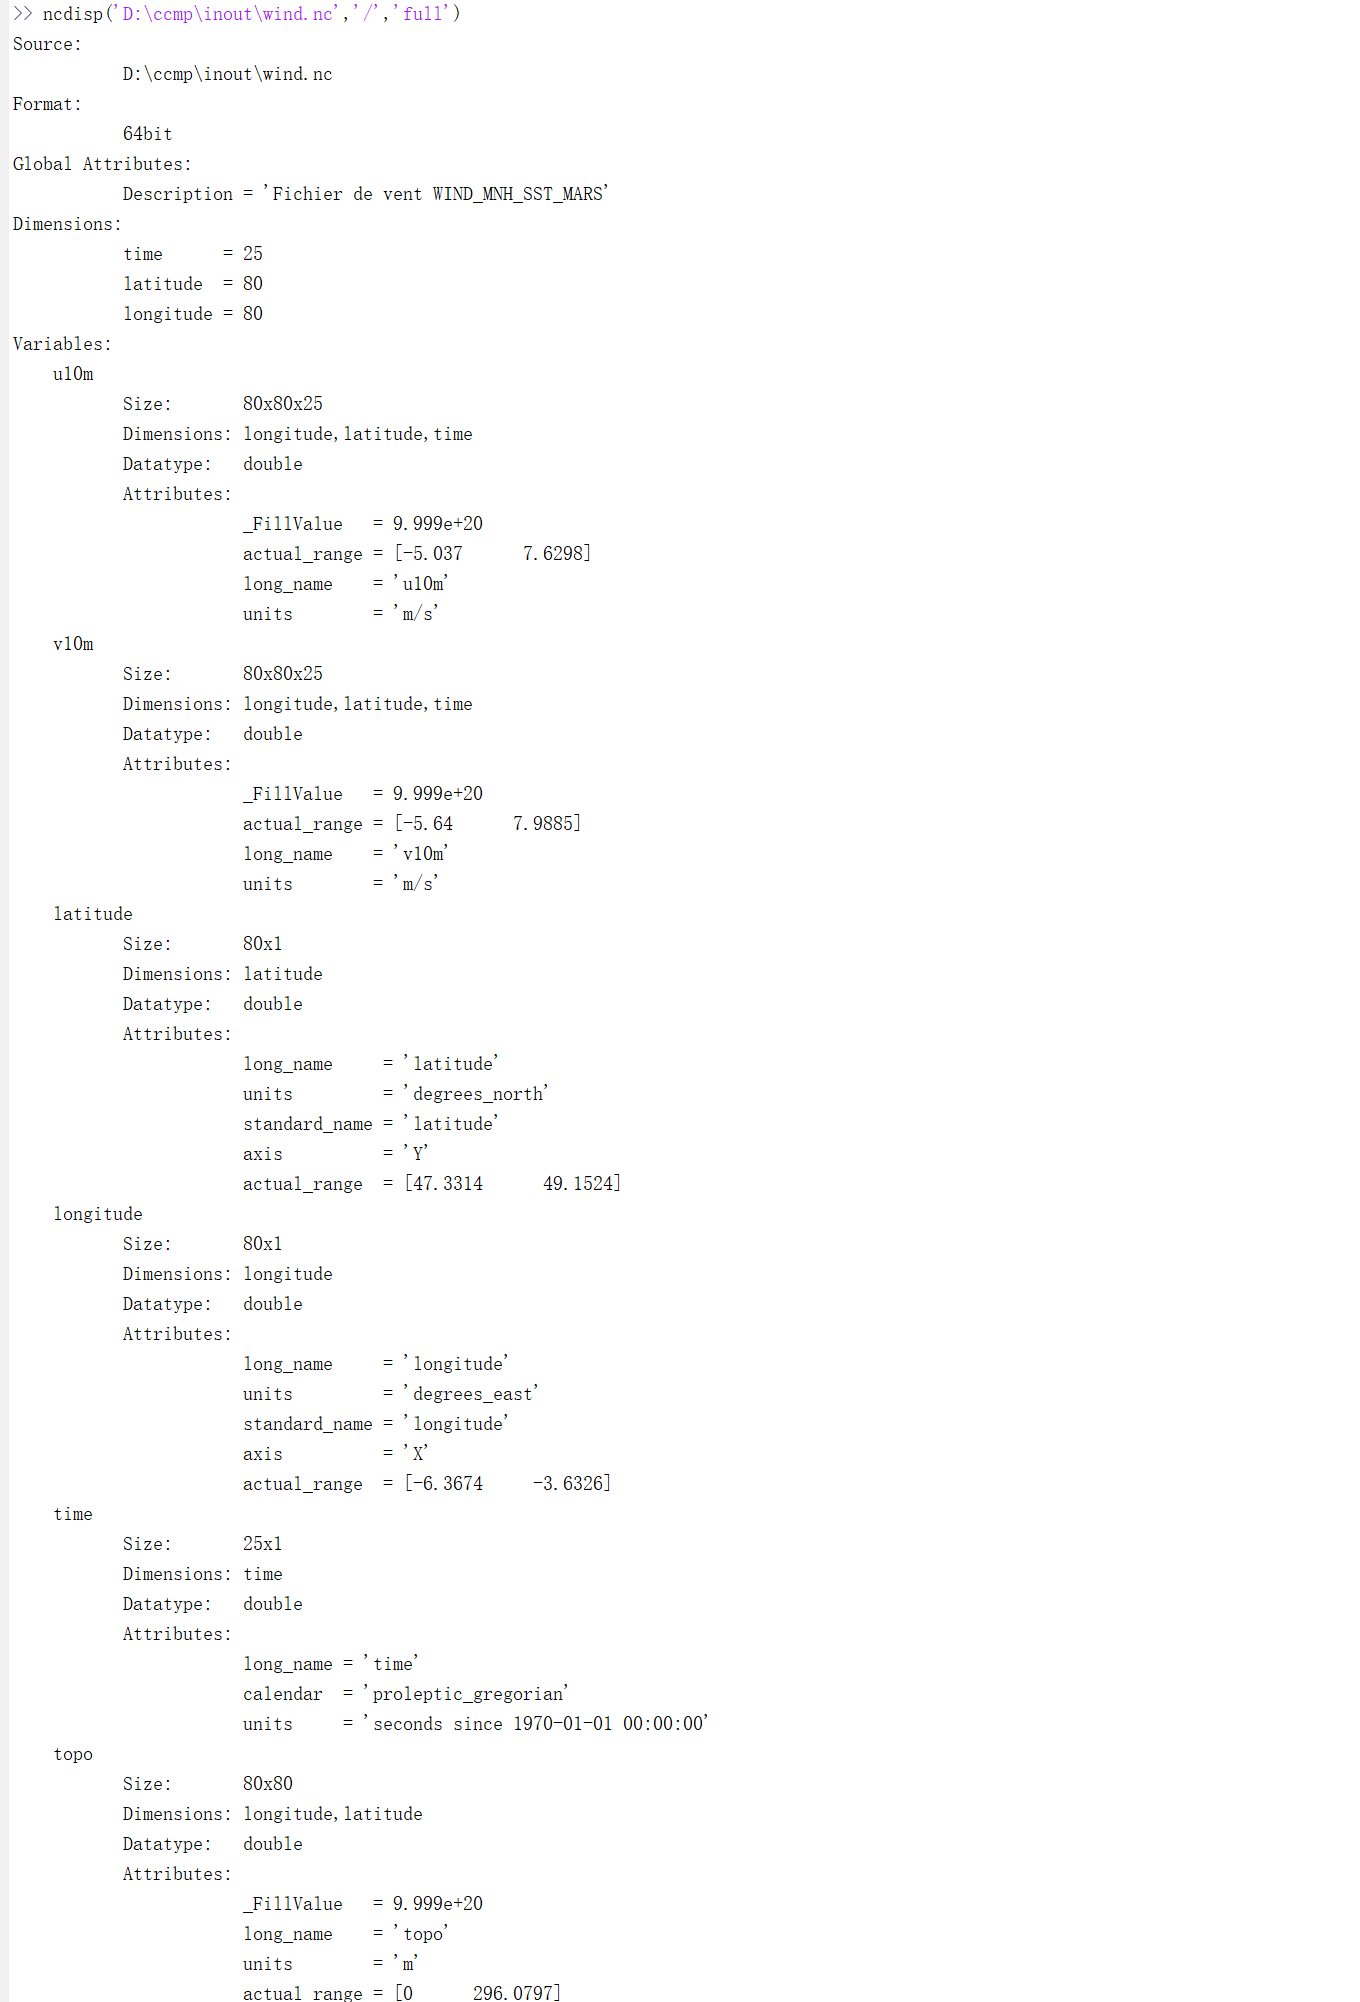 >> ncdisp('D:\ccmp\inout\wind.nc','/','full')
Source:
D:\ccmp\inout\wind.nc
Format:
64bit
Global Attributes:
Description = 'Fichier de vent WIND_MNH_SST_MARS'
Dimensions:
time      = 25
latitude  = 80
longitude = 80
Variables:
u10m
Size:       80x80x25
Dimensions: longitude,latitude,time
Datatype:   double
Attributes:
_FillValue   = 9.999e+20
actual_range = [-5.037      7.6298]
long_name    = 'u10m'
units        = 'm/s'
v10m
Size:       80x80x25
Dimensions: longitude,latitude,time
Datatype:   double
Attributes:
_FillValue   = 9.999e+20
actual_range = [-5.64      7.9885]
long_name    = 'v10m'
units        = 'm/s'
latitude
Size:       80x1
Dimensions: latitude
Datatype:   double
Attributes:
long_name     = 'latitude'
units         = 'degrees_north'
standard_name = 'latitude'
axis          = 'Y'
actual_range  = [47.3314      49.1524]
longitude
Size:       80x1
Dimensions: longitude
Datatype:   double
Attributes:
long_name     = 'longitude'
units         = 'degrees_east'
standard_name = 'longitude'
axis          = 'X'
actual_range  = [-6.3674     -3.6326]
time
Size:       25x1
Dimensions: time
Datatype:   double
Attributes:
long_name = 'time'
calendar  = 'proleptic_gregorian'
units     = 'seconds since 1970-01-01 00:00:00'
topo
Size:       80x80
Dimensions: longitude,latitude
Datatype:   double
Attributes:
_FillValue   = 9.999e+20
long_name    = 'topo'
units        = 'm'
actual_range = [0      296.0797]